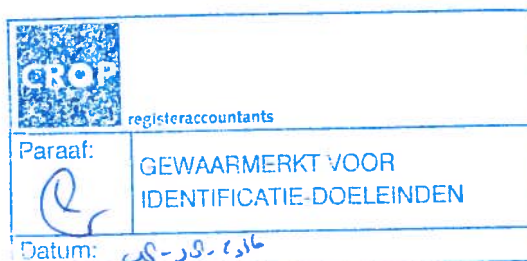 CROP
registeraccountants
Paraaf:
GEWAARMERKT VOOR
IDENTIFICATIE-DOELEINDEN
Datum: